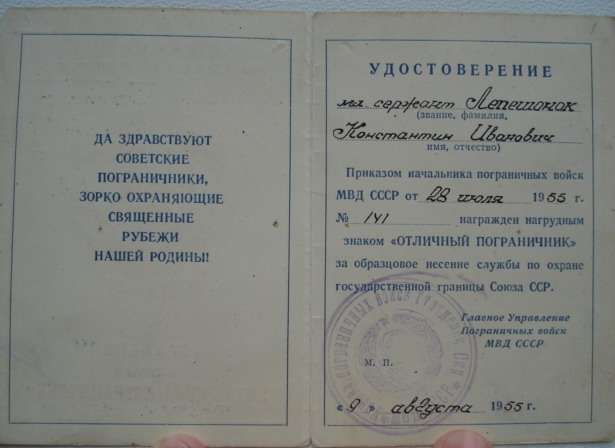 ДА ЗДРАВСТВУЮТ
СОВЕТСКИЕ
ПОГРАНИЧНИКИ,
ЗОРКО ОХРАНЯЮЩИЕ
СВЯЩЕННЫЕ
РУБЕЖИ
НАШЕЙ РОДИНЫ!
УДОСТОВЕРЕНИЕ
мл. сержант Лепешонок
(звание, фамилия,
Константин Иванович
имя, отчество)
Приказом начальника пограничных войск
МВД СССР от 28 июля 1955 г.
№ 141 награжден нагрудным
знаком «ОТЛИЧНЫЙ ПОГРАНИЧНИК»
за образцовое несение службы по охране
государственной границы Союза ССР.
Главное Управление
Пограничных войск
МВД СССР
М. П.
«9» августа 1955 г.